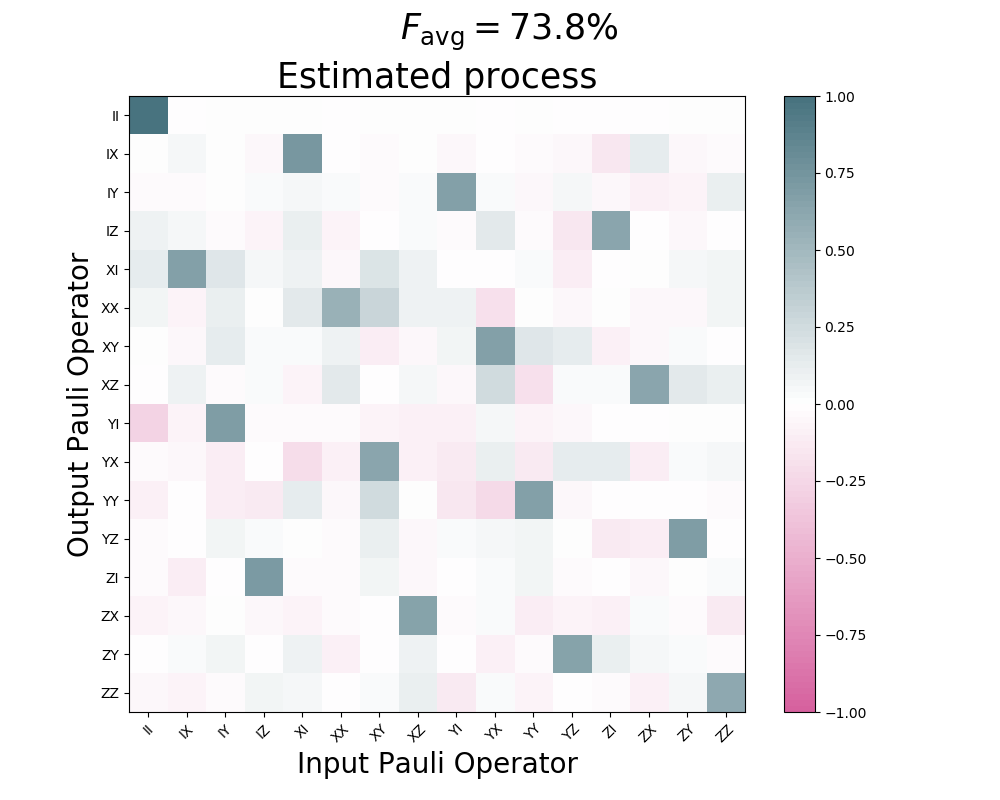 F_avg = 73.8%
Estimated process
Output Pauli Operator
II
IX
IY
IZ
XI
XX
XY
XZ
YI
YX
YY
YZ
ZI
ZX
ZY
ZZ
II IX IY IZ XI XX XY XZ YI YX YY YZ ZI ZX ZY ZZ
Input Pauli Operator
1.00
0.75
0.50
0.25
0.00
−0.25
−0.50
−0.75
−1.00